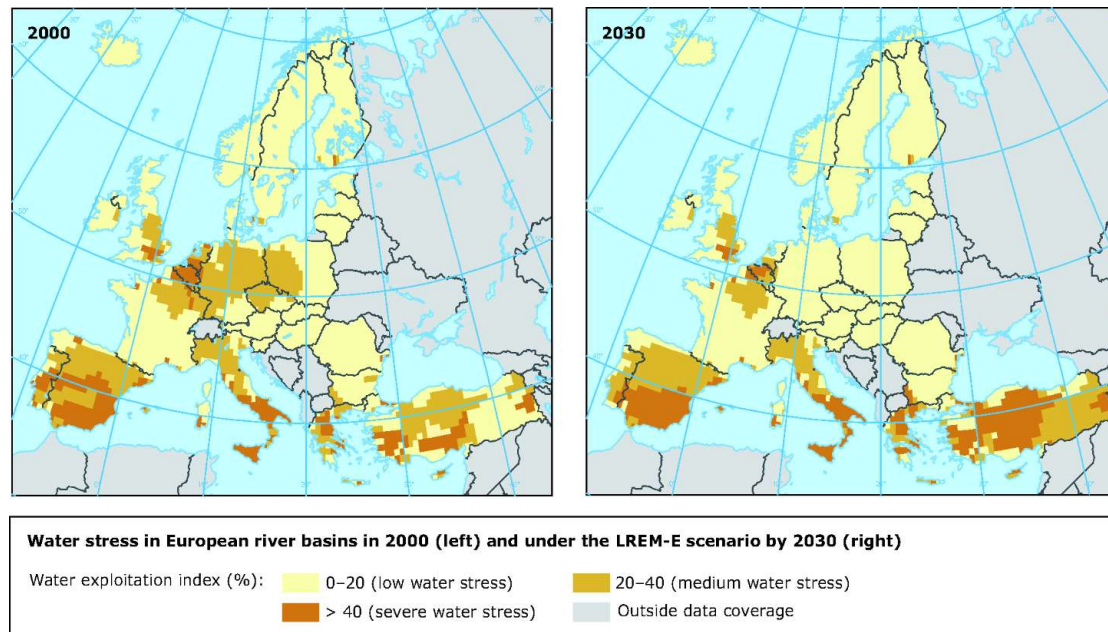 2000
2030
Water stress in European river basins in 2000 (left) and under the LREM-E scenario by 2030 (right)
Water exploitation index (%):
0–20 (low water stress)
20–40 (medium water stress)
> 40 (severe water stress)
Outside data coverage